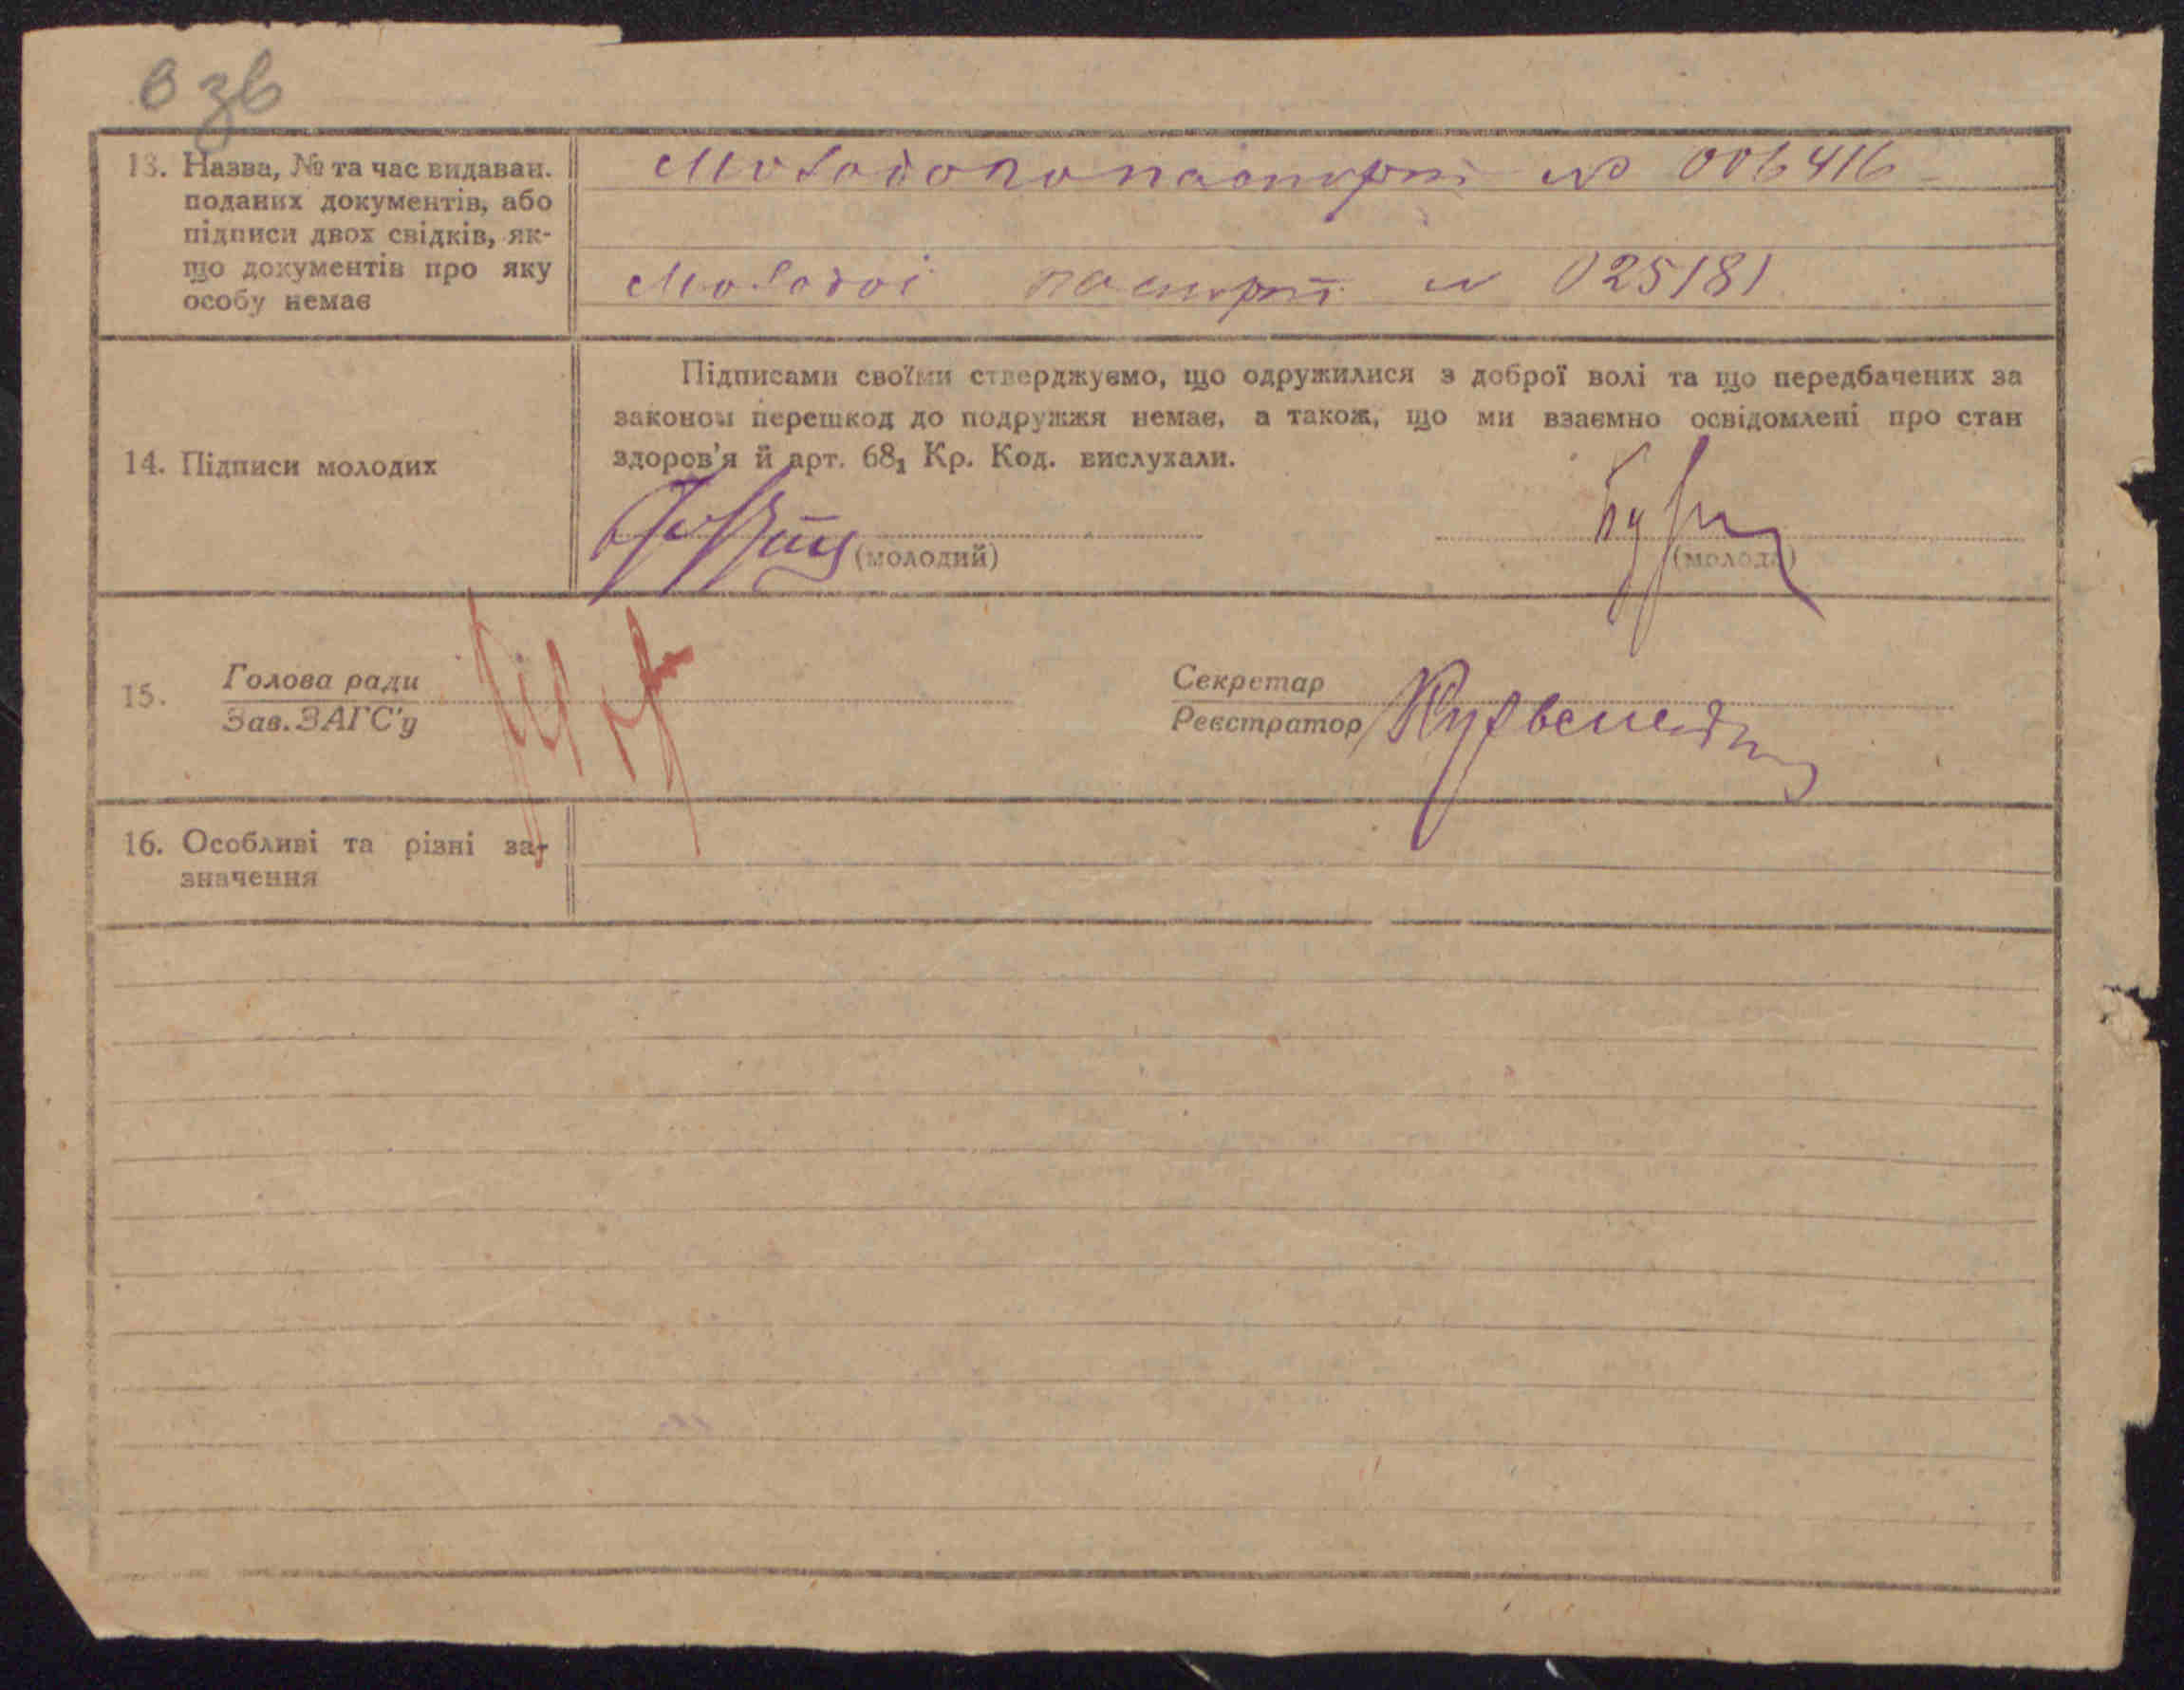 о зв
13. Назва, № та час видаван.
поданих документів, або
підписи двох свідків, як-
що документів про яку
особу немає
Молодого паспорт № 006416
Молодої паспорт № 025181
14. Підписи молодих
Підписами своїми стверджуємо, що одружилися з доброї волі та що передбачених за
законом перешкод до подружжя немає, а також, що ми взаємно освідомлені про стан
здоров'я й арт. 68₁ Кр. Код. вислухали.
(молодий)
(молода)
15. Голова ради
Зав. ЗАГС'у
Секретар
Реєстратор
16. Особливі та різні за-
значення